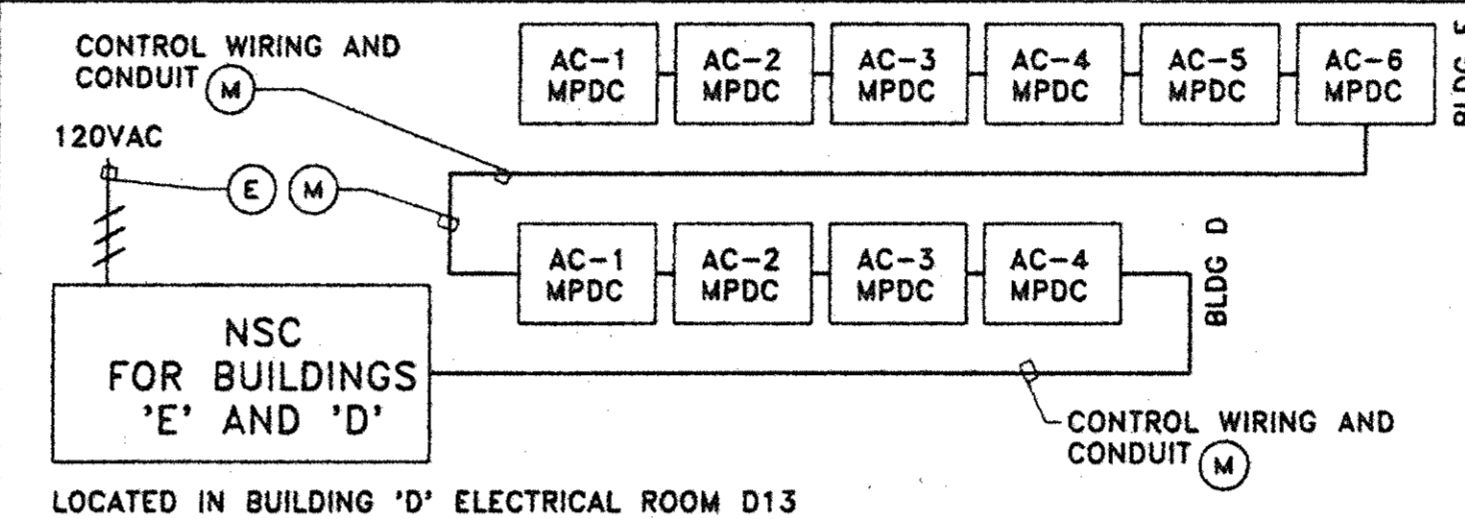 CONTROL WIRING AND
CONDUIT M
AC-1
MPDC
AC-2
MPDC
AC-3
MPDC
AC-4
MPDC
AC-5
MPDC
AC-6
MPDC
BLDG
120VAC
E M
AC-1
MPDC
AC-2
MPDC
AC-3
MPDC
AC-4
MPDC
BLDG D
NSC
FOR BUILDINGS
'E' AND 'D'
CONTROL WIRING AND
CONDUIT M
LOCATED IN BUILDING 'D' ELECTRICAL ROOM D13